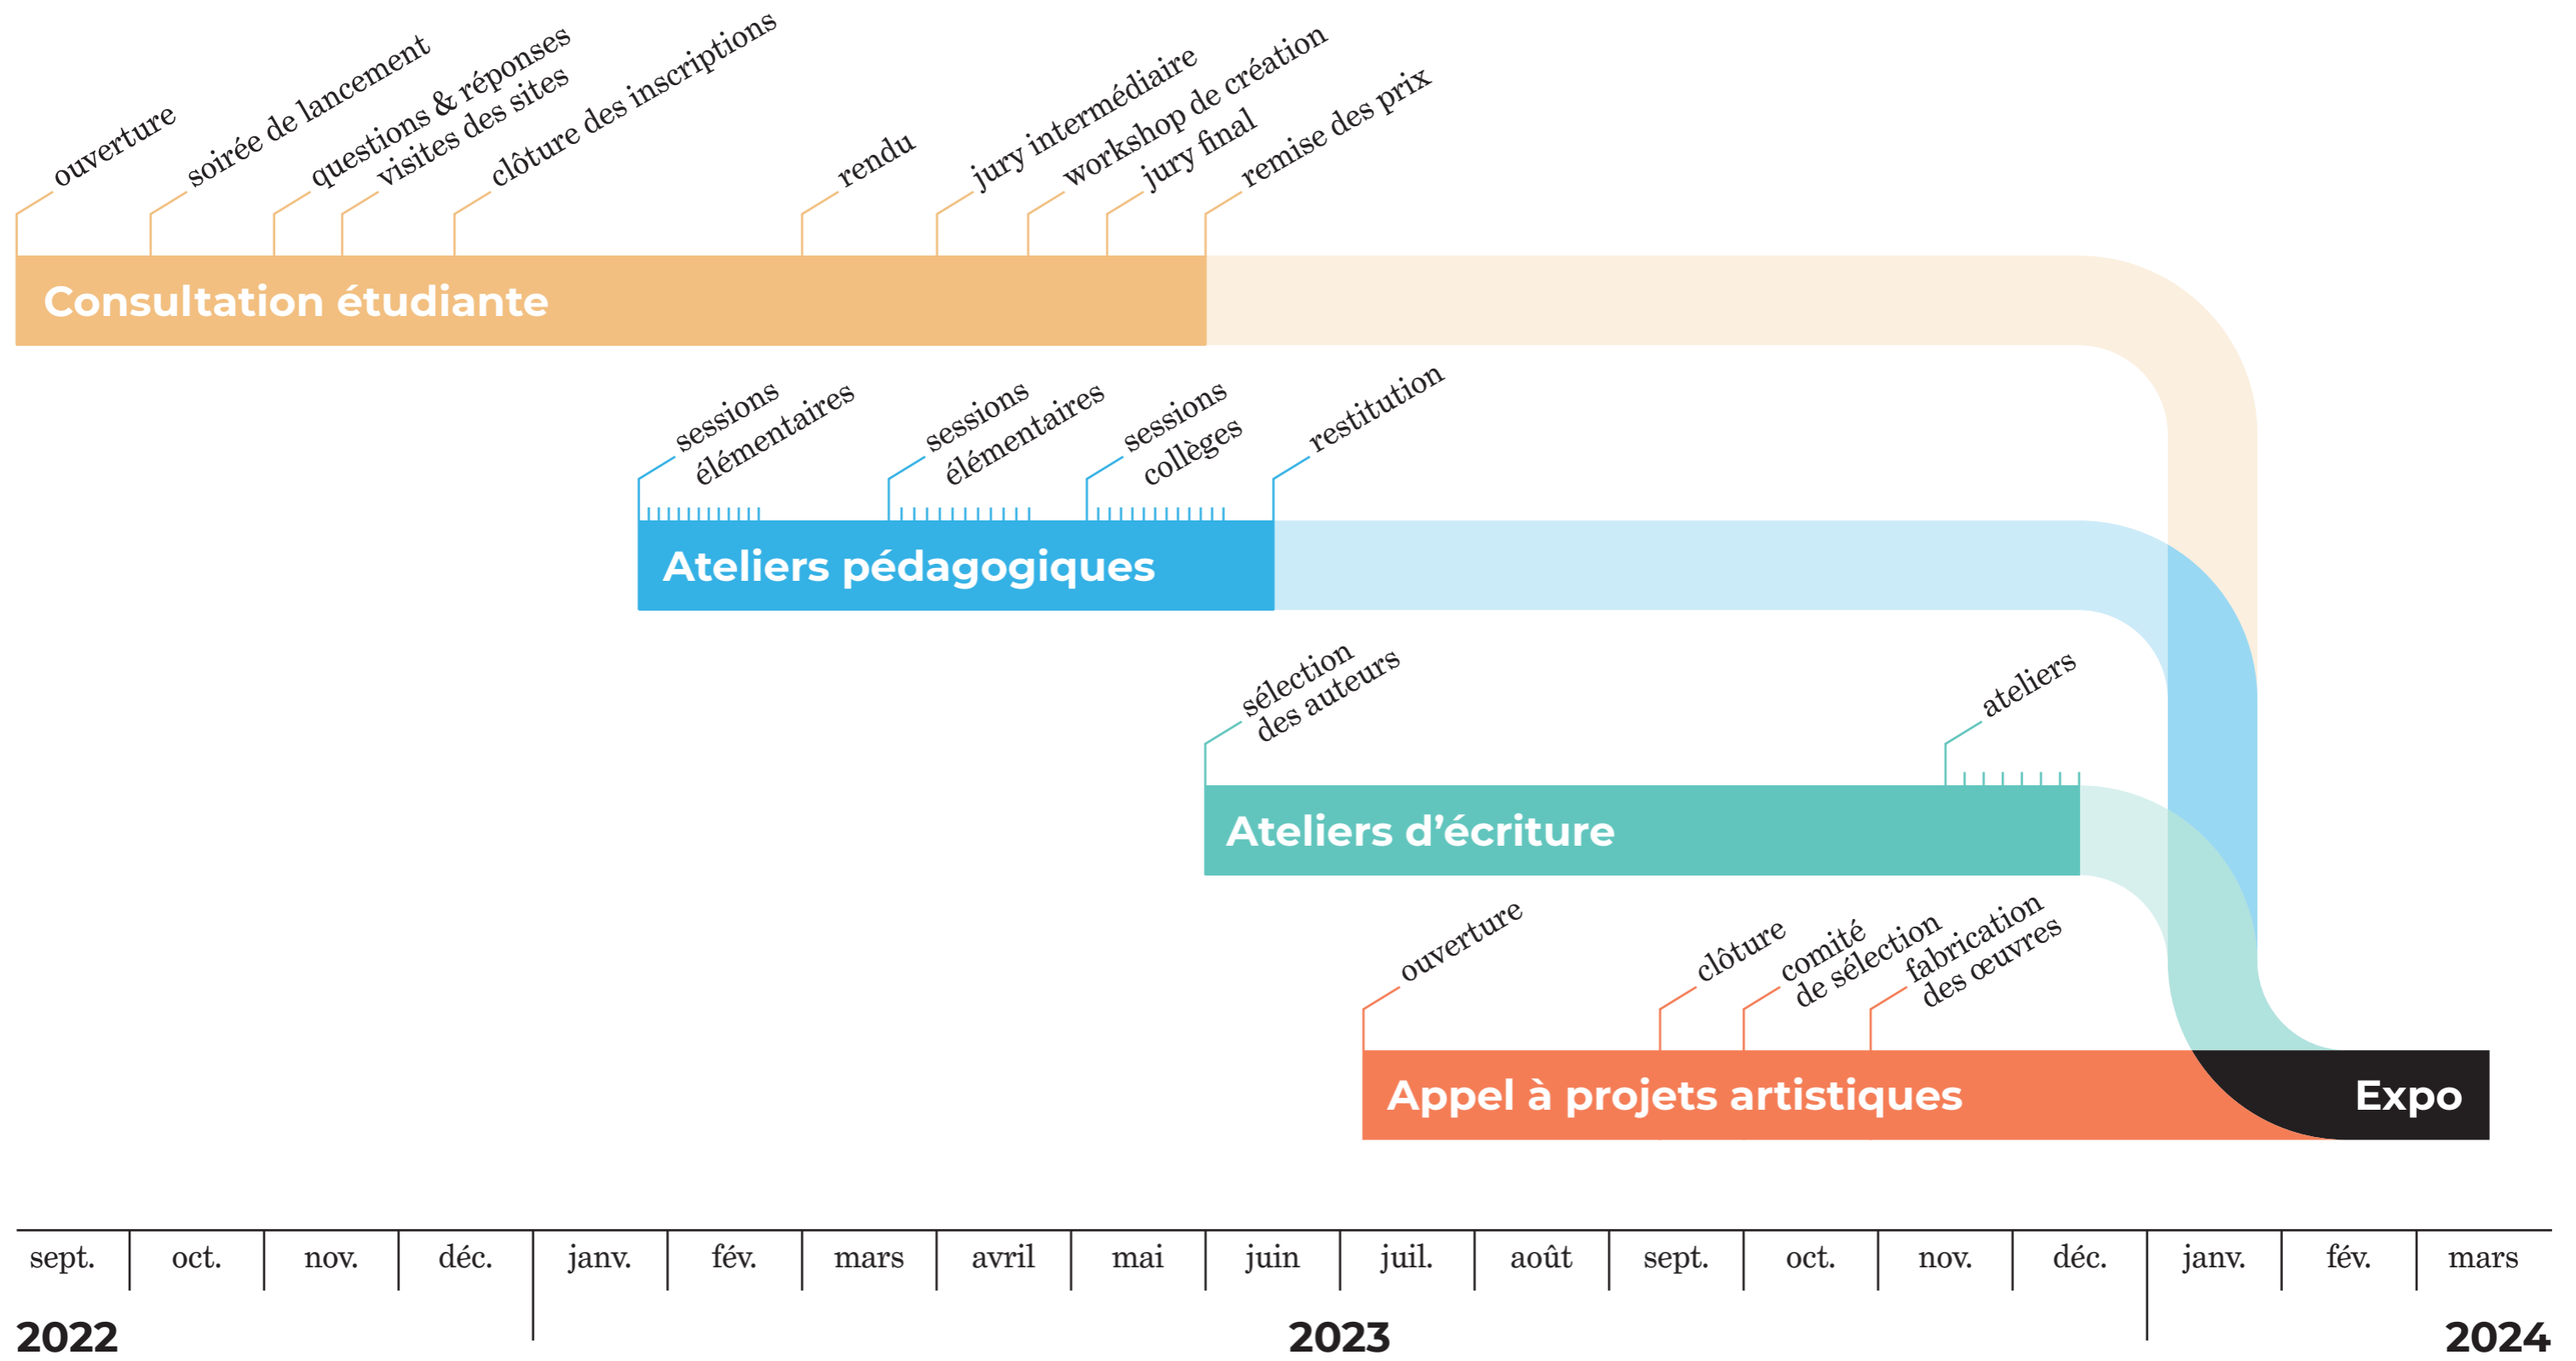 ouverture
soirée de lancement
questions & réponses
visites des sites
clôture des inscriptions
rendu
jury intermédiaire
workshop de création
jury final
remise des prix
Consultation étudiante
sessions
élémentaires
sessions
élémentaires
sessions
collèges
restitution
Ateliers pédagogiques
sélection
des auteurs
ateliers
Ateliers d’écriture
ouverture
clôture
comité
de sélection
fabrication
des œuvres
Appel à projets artistiques
Expo
sept. oct. nov. déc. janv. fév. mars avril mai juin juil. août sept. oct. nov. déc. janv. fév. mars
2022 2023 2024